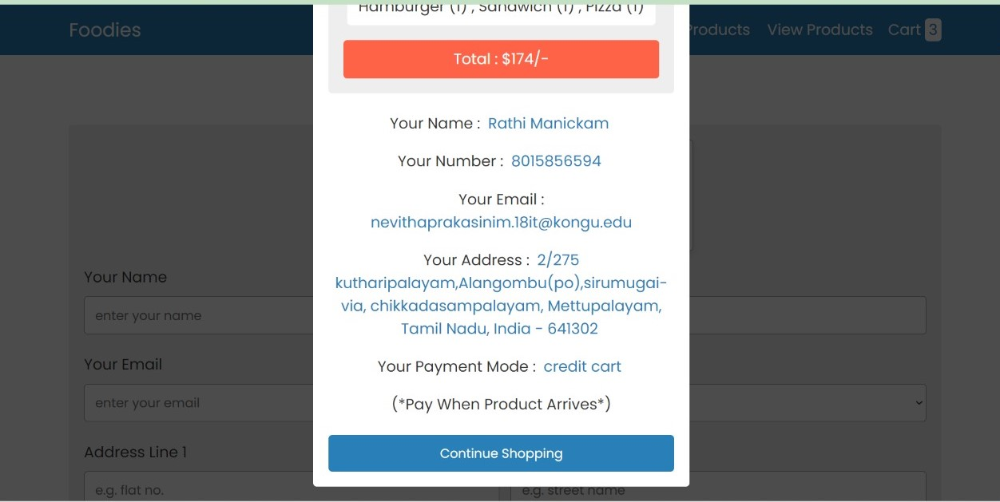 Hamburger (1) , Sandwich (1) , Pizza (1)
Foodies
Products View Products Cart 3
Total : $174/-
Your Name : Rathi Manickam
Your Number : 8015856594
Your Email :
nevithaprakasinim.18it@kongu.edu
Your Address : 2/275
kutharipalayam,Alangombu(po),sirumugai-
via, chikkadasampalayam, Mettupalayam,
Tamil Nadu, India - 641302
Your Payment Mode : credit cart
(*Pay When Product Arrives*)
Continue Shopping
Your Name
enter your name
Your Email
enter your email
Address Line 1
e.g. flat no.
e.g. street name